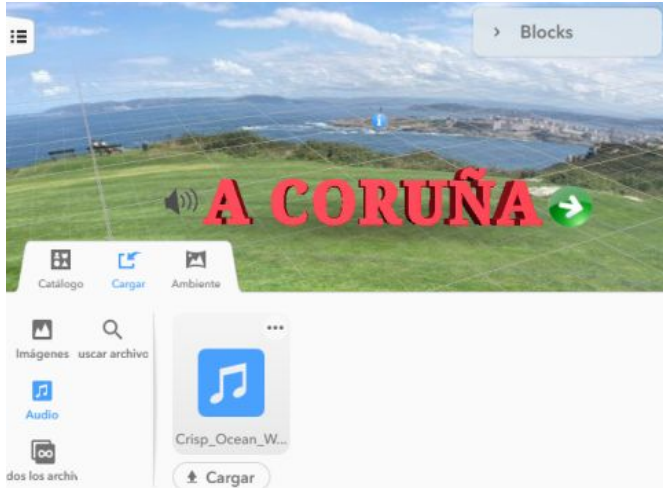 Blocks
A CORUÑA
Catálogo Cargar Ambiente
Imágenes uscar archivo
Audio
dos los archiv
Crisp_Ocean_W...
Cargar